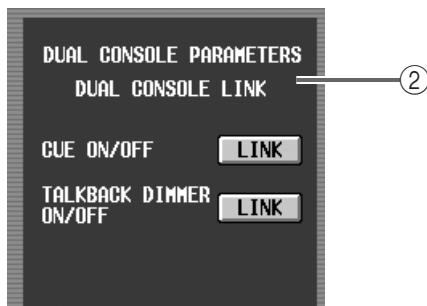 DUAL CONSOLE PARAMETERS
DUAL CONSOLE LINK
②
CUE ON/OFF LINK
TALKBACK DIMMER
ON/OFF LINK